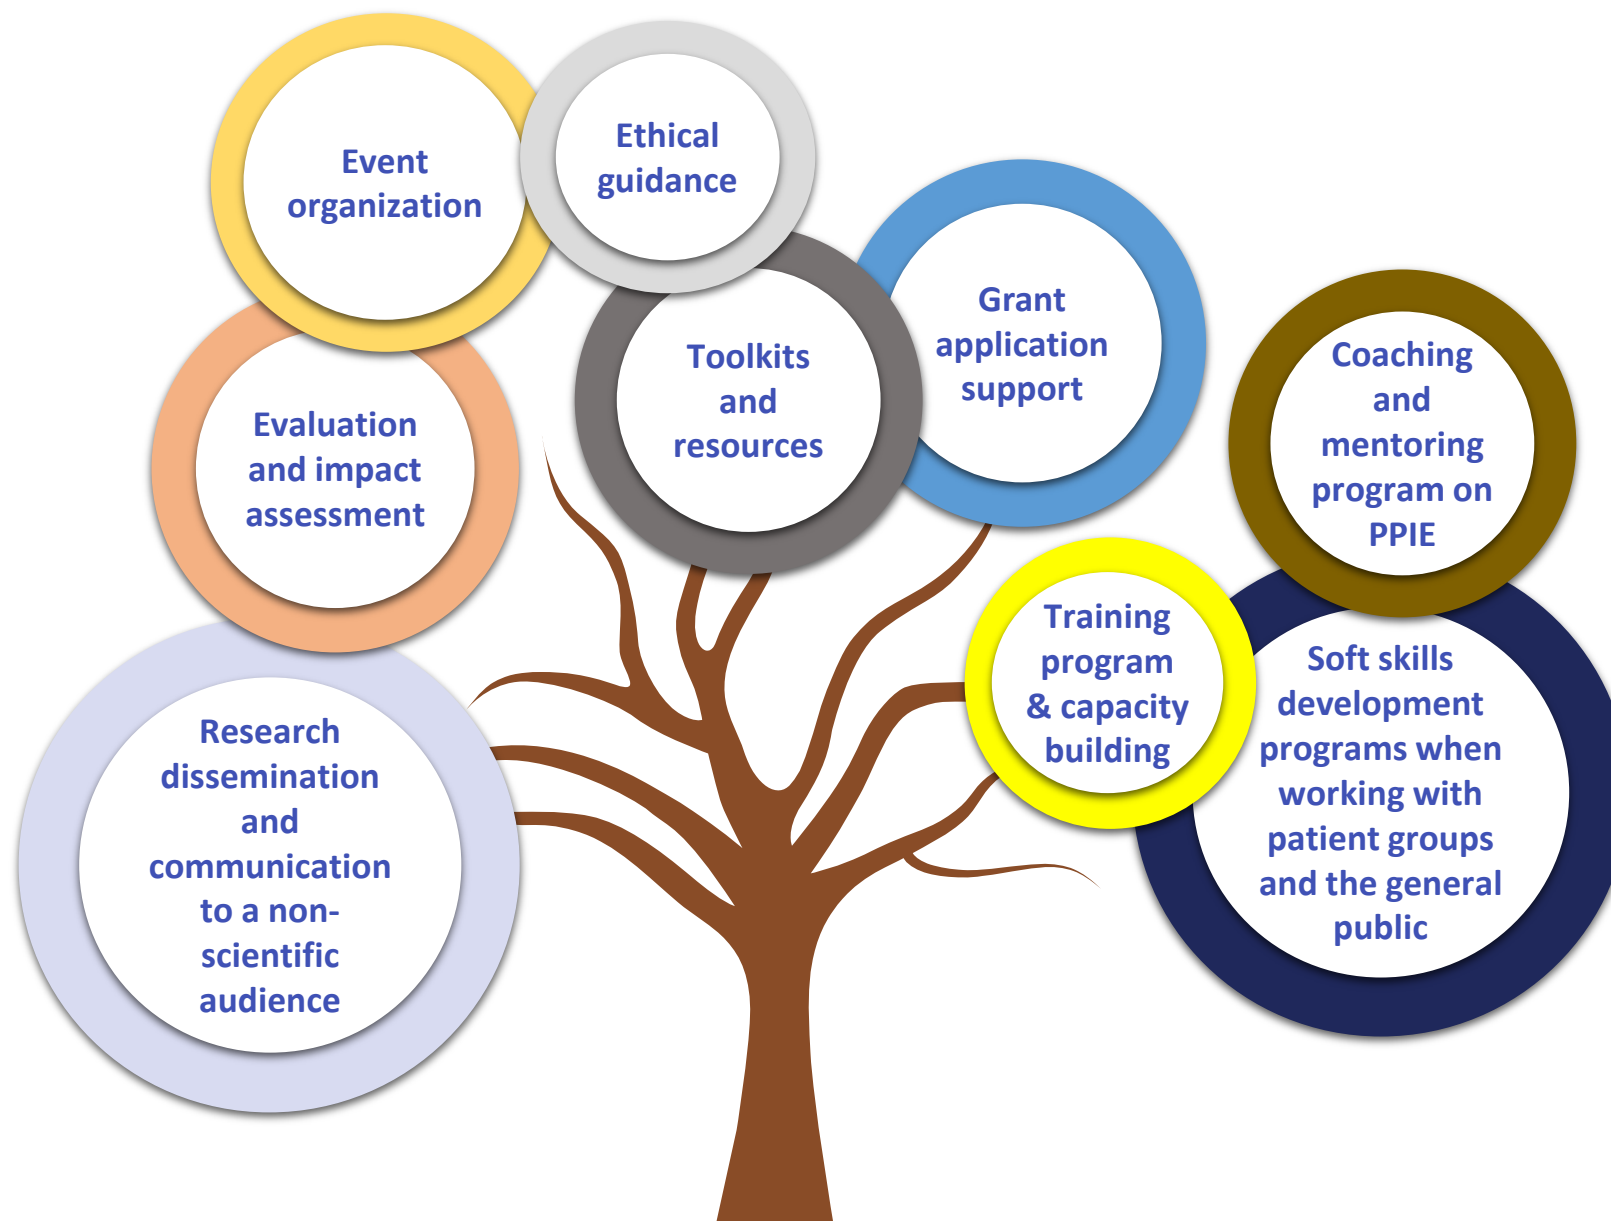 Event
organization
Ethical
guidance
Toolkits
and
resources
Grant
application
support
Coaching
and
mentoring
program on
PPIE
Evaluation
and impact
assessment
Training
program
& capacity
building
Soft skills
development
programs when
working with
patient groups
and the general
public
Research
dissemination
and
communication
to a non-
scientific
audience